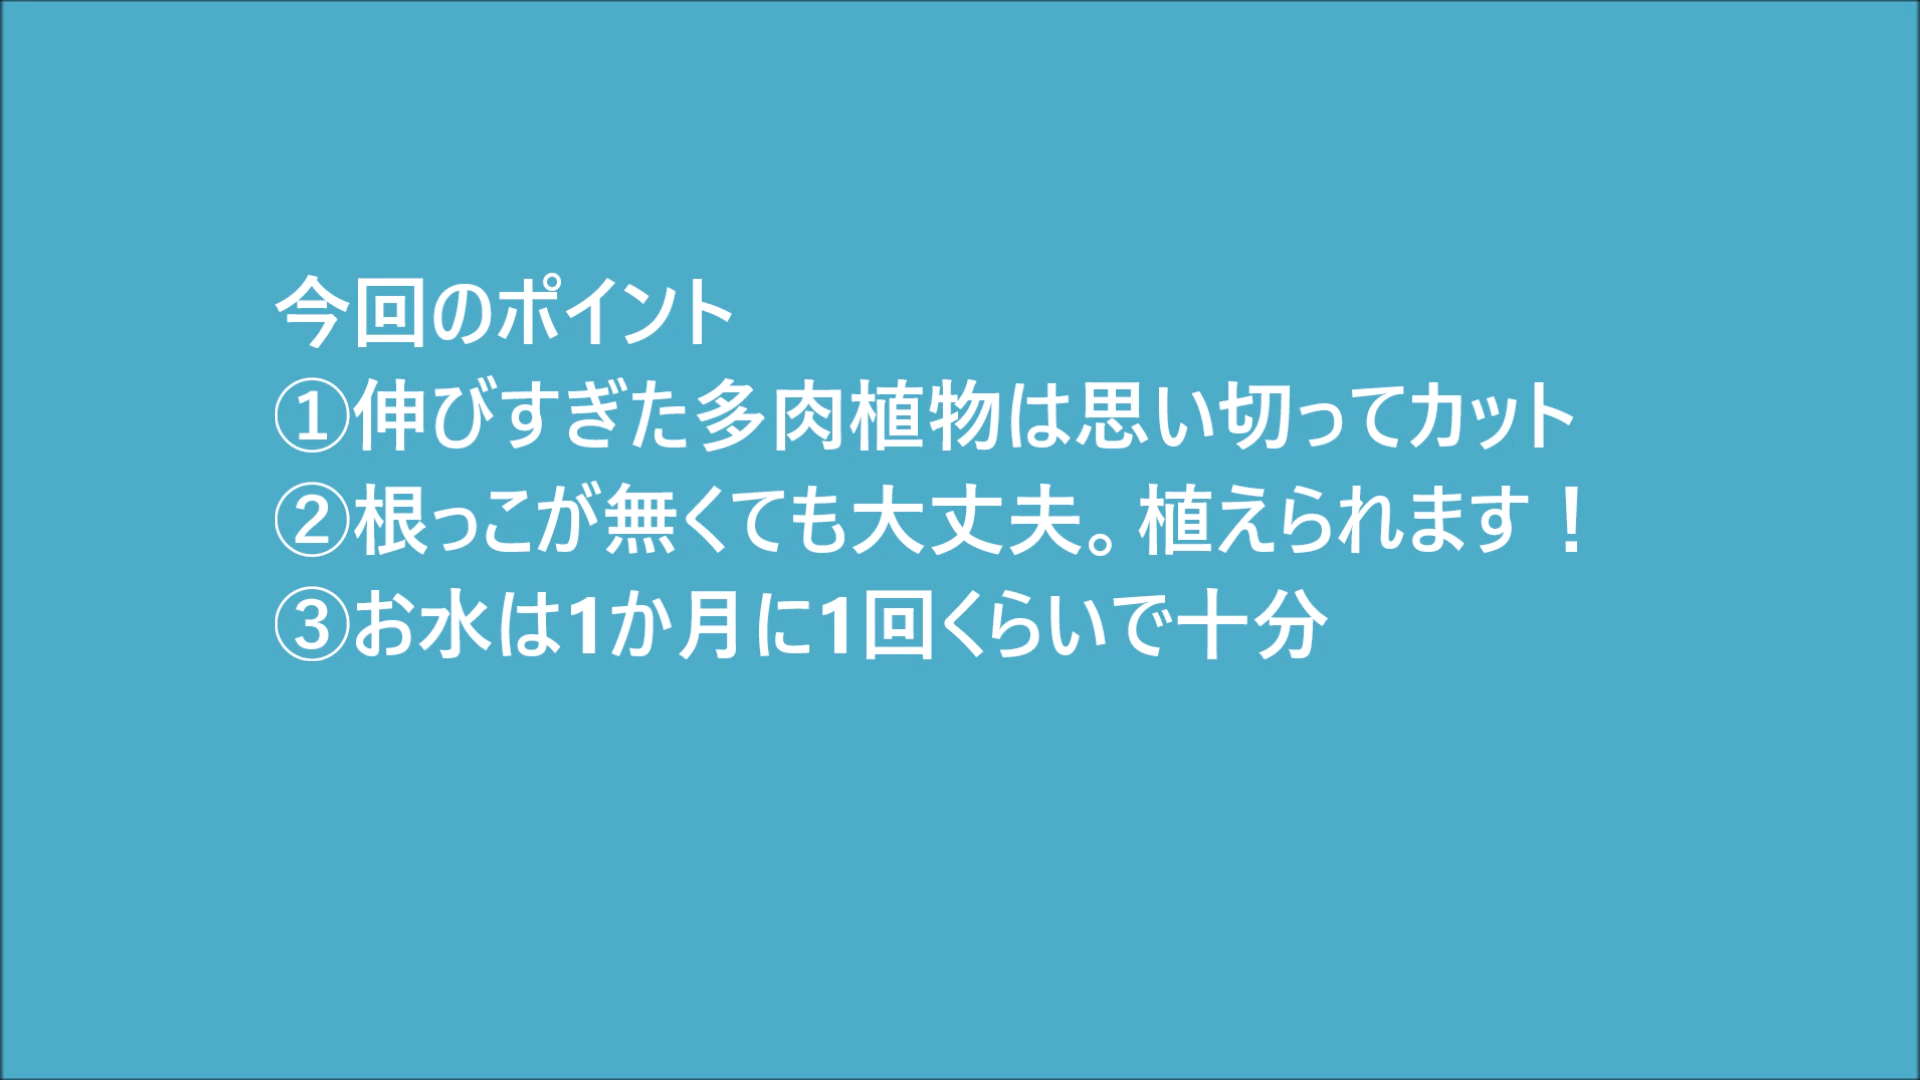 今回のポイント
①伸びすぎた多肉植物は思い切ってカット
②根っこが無くても大丈夫。植えられます！
③お水は1か月に1回くらいで十分